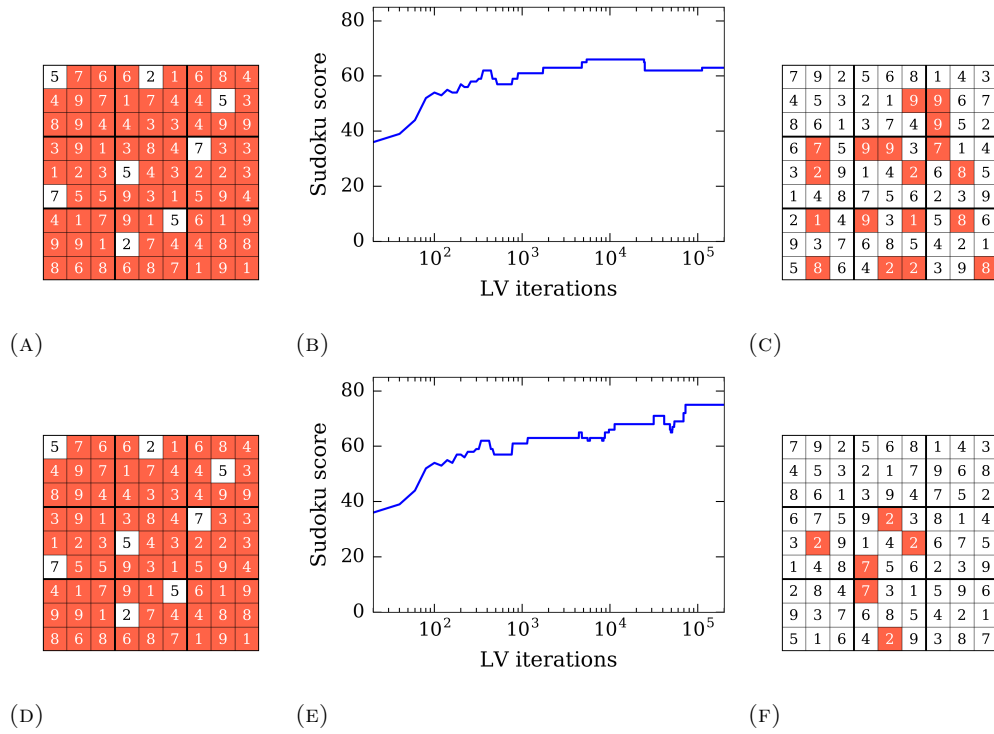 5 7 6 6 2 1 6 8 4
4 9 7 1 7 4 4 5 3
8 9 4 4 3 3 4 9 9
3 9 1 3 8 4 7 3 3
1 2 3 5 4 3 2 2 3
7 5 5 9 3 1 5 9 4
4 1 7 9 1 5 6 1 9
9 9 1 2 7 4 4 8 8
8 6 8 6 8 7 1 9 1
(A)
80
60
40
20
0
Sudoku score
10^2 10^3 10^4 10^5
LV iterations
(B)
7 9 2 5 6 8 1 4 3
4 5 3 2 1 9 9 6 7
8 6 1 3 7 4 9 5 2
6 7 5 9 9 3 7 1 4
3 2 9 1 4 2 6 8 5
1 4 8 7 5 6 2 3 9
2 1 4 9 3 1 5 8 6
9 3 7 6 8 5 4 2 1
5 8 6 4 2 2 3 9 8
(C)
5 7 6 6 2 1 6 8 4
4 9 7 1 7 4 4 5 3
8 9 4 4 3 3 4 9 9
3 9 1 3 8 4 7 3 3
1 2 3 5 4 3 2 2 3
7 5 5 9 3 1 5 9 4
4 1 7 9 1 5 6 1 9
9 9 1 2 7 4 4 8 8
8 6 8 6 8 7 1 9 1
(D)
80
60
40
20
0
Sudoku score
10^2 10^3 10^4 10^5
LV iterations
(E)
7 9 2 5 6 8 1 4 3
4 5 3 2 1 7 9 6 8
8 6 1 3 9 4 7 5 2
6 7 5 9 2 3 8 1 4
3 2 9 1 4 2 6 7 5
1 4 8 7 5 6 2 3 9
2 8 4 7 3 1 5 9 6
9 3 7 6 8 5 4 2 1
5 1 6 4 2 9 3 8 7
(F)